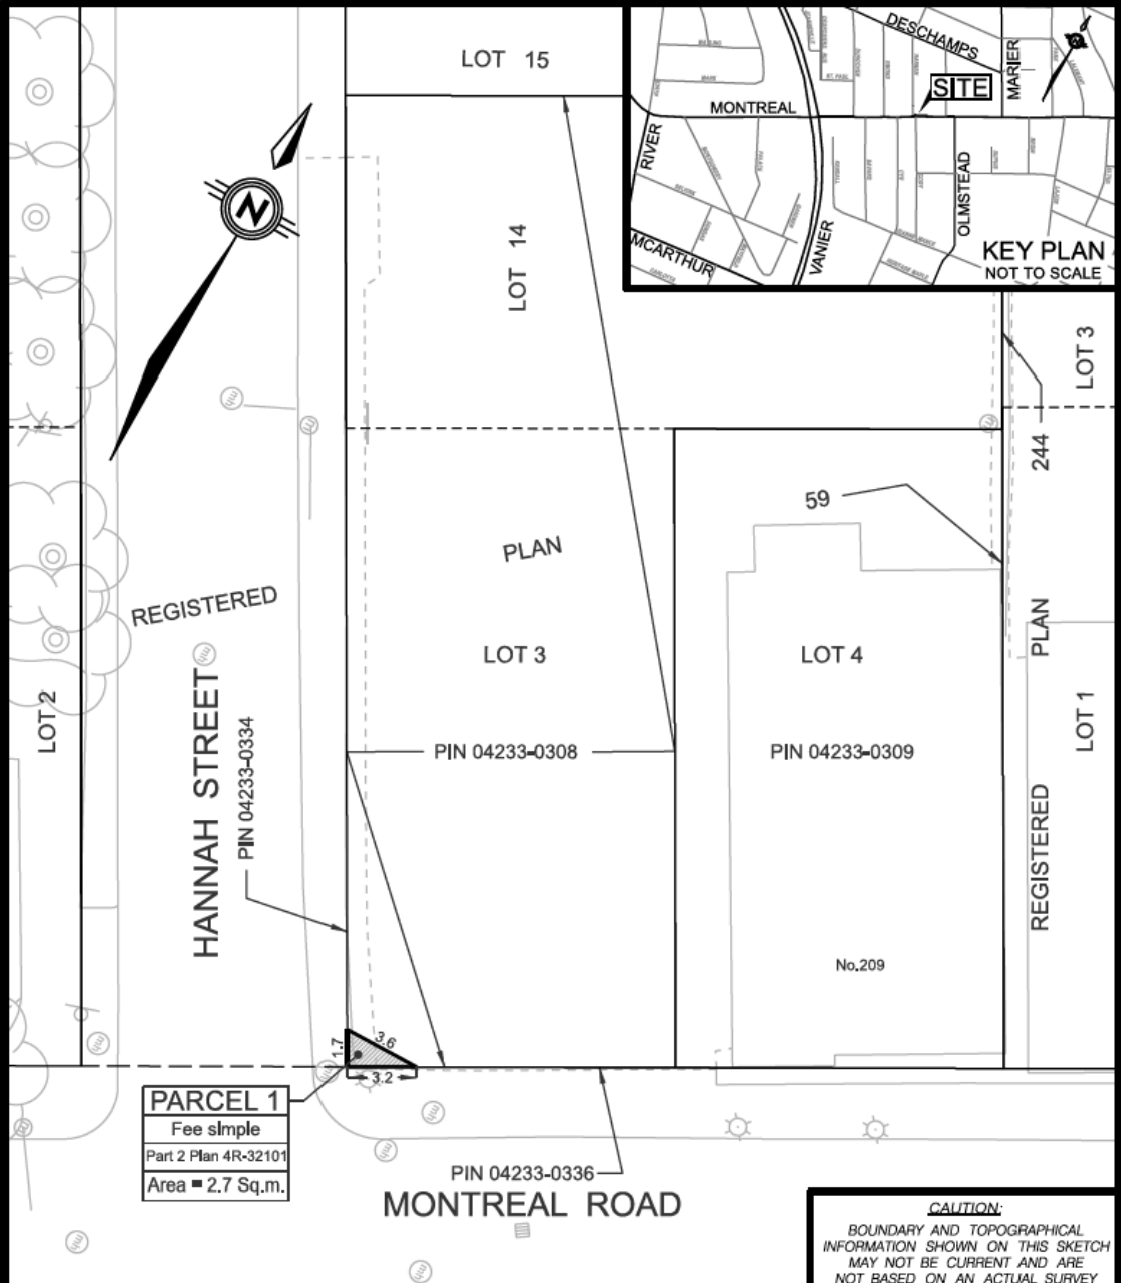 LOT 15
DESCHAMPS
MARIER
SITE
MONTREAL
RIVER
OLMSTEAD
VANIER
MCARTHUR
KEY PLAN
NOT TO SCALE
N
LOT 14
LOT 3
244
59
PLAN
REGISTERED
LOT 3
LOT 4
PLAN
LOT 2
LOT 1
HANNAH STREET
PIN 04233-0334
PIN 04233-0308
PIN 04233-0309
REGISTERED
No.209
1.7
3.6
3.2
PARCEL 1
Fee simple
Part 2 Plan 4R-32101
Area = 2.7 Sq.m.
PIN 04233-0336
MONTREAL ROAD
CAUTION:
BOUNDARY AND TOPOGRAPHICAL
INFORMATION SHOWN ON THIS SKETCH
MAY NOT BE CURRENT AND ARE
NOT BASED ON AN ACTUAL SURVEY